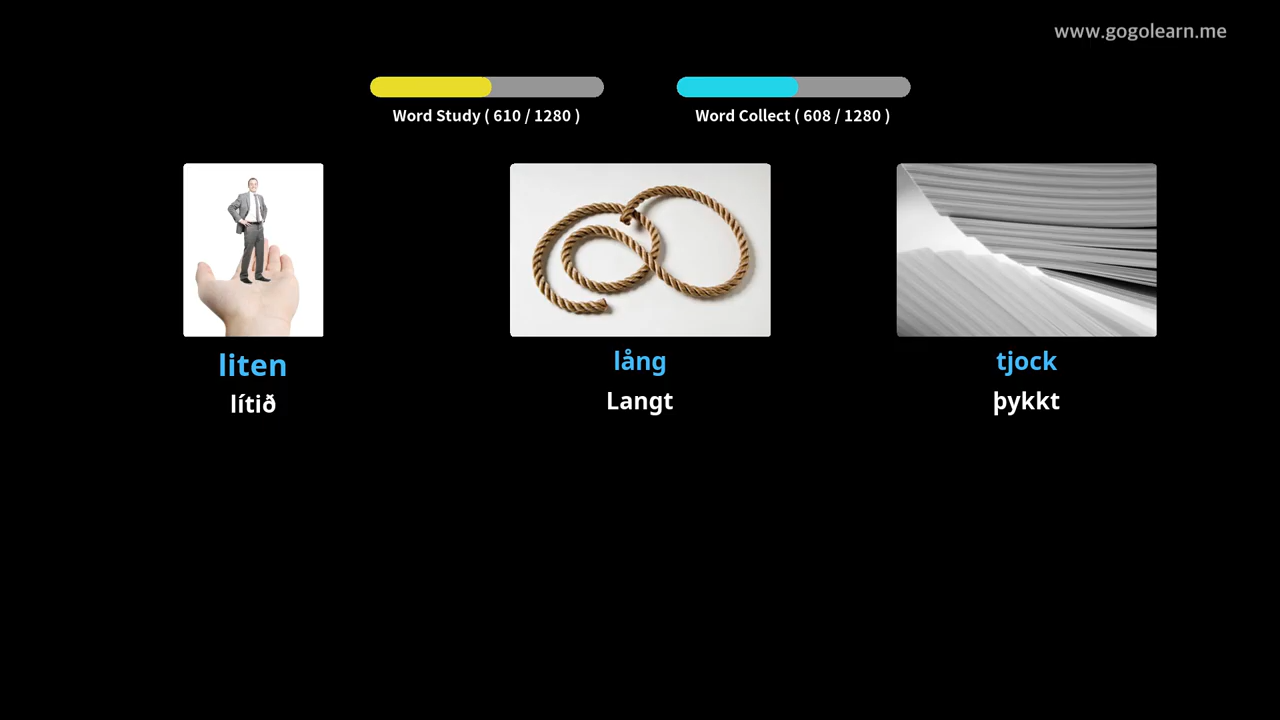 www.gogolearn.me
Word Study ( 610 / 1280 )
Word Collect ( 608 / 1280 )
liten
lítið
lång
Langt
tjock
þykkt